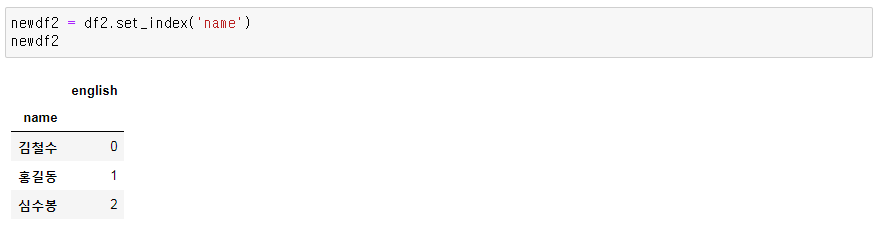 newdf2 = df2.set_index('name')
newdf2
english
name
김철수 0
홍길동 1
심수봉 2